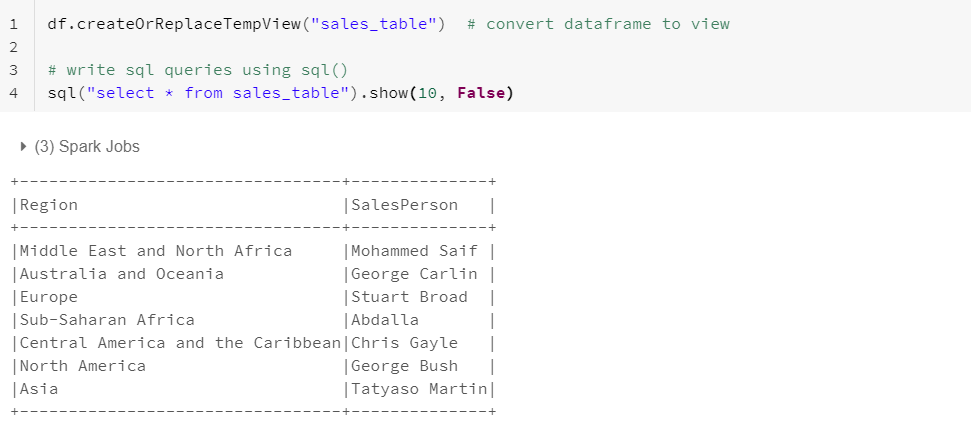 1 df.createOrReplaceTempView("sales_table")  # convert dataframe to view
2
3 # write sql queries using sql()
4 sql("select * from sales_table").show(10, False)
(3) Spark Jobs
+---------------------------------+--------------+
|Region                           |SalesPerson   |
+---------------------------------+--------------+
|Middle East and North Africa     |Mohammed Saif |
|Australia and Oceania            |George Carlin |
|Europe                           |Stuart Broad  |
|Sub-Saharan Africa               |Abdalla       |
|Central America and the Caribbean|Chris Gayle   |
|North America                    |George Bush   |
|Asia                             |Tatyaso Martin|
+---------------------------------+--------------+